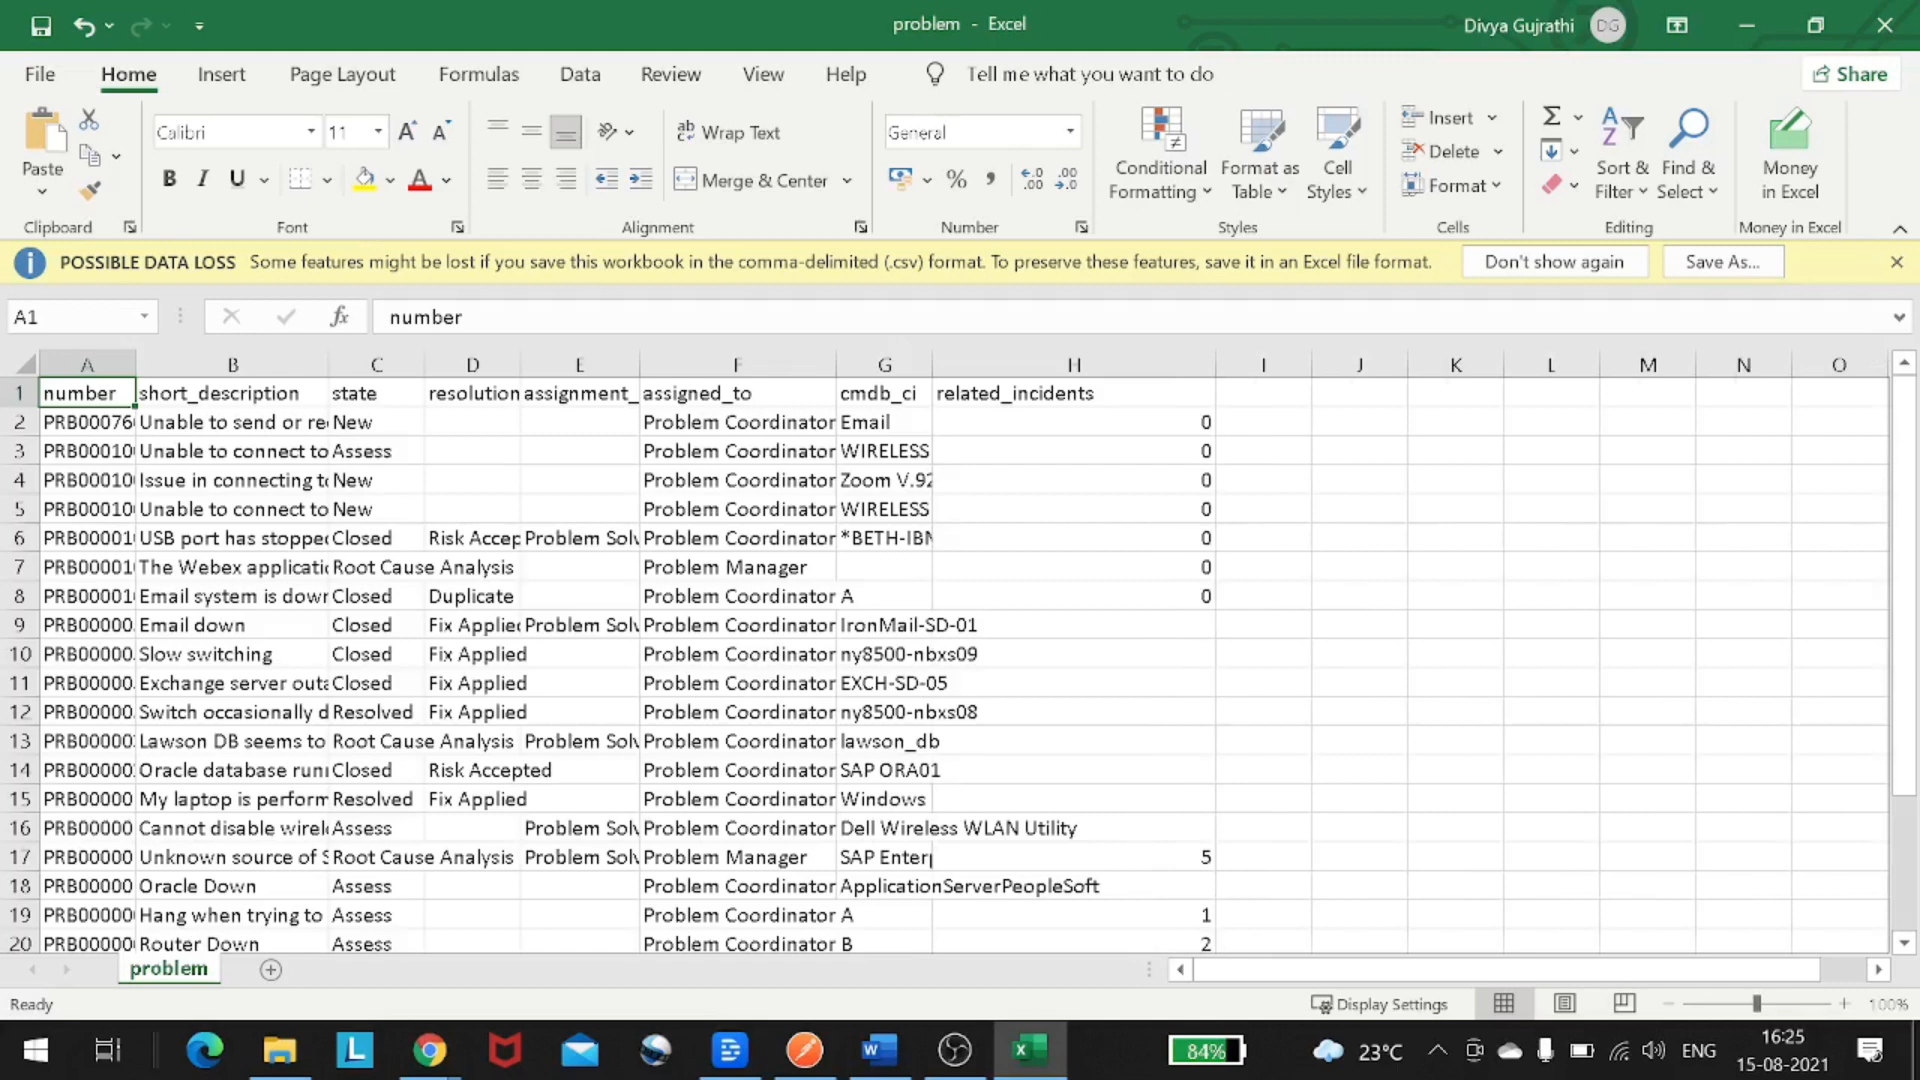 problem - Excel
Divya Gujrathi DG
File Home Insert Page Layout Formulas Data Review View Help Tell me what you want to do Share
Paste
Clipboard
Calibri 11
B I U
Font
Wrap Text
Merge & Center
Alignment
General
Number
Conditional Formatting
Format as Table
Cell Styles
Styles
Insert
Delete
Format
Cells
Sort & Filter
Find & Select
Editing
Money in Excel
Money in Excel
POSSIBLE DATA LOSS Some features might be lost if you save this workbook in the comma-delimited (.csv) format. To preserve these features, save it in an Excel file format. Don't show again Save As...
A1 fx number
A B C D E F G H I J K L M N O
1 number short_description state resolution assignment_ assigned_to cmdb_ci related_incidents
2 PRB00076 Unable to send or re New Problem Coordinator Email 0
3 PRB00010 Unable to connect to Assess Problem Coordinator WIRELESS 0
4 PRB00010 Issue in connecting to New Problem Coordinator Zoom V.92 0
5 PRB00010 Unable to connect to New Problem Coordinator WIRELESS 0
6 PRB00001 USB port has stoppe Closed Risk Accep Problem Solv Problem Coordinator *BETH-IBM 0
7 PRB00001 The Webex applicati Root Cause Analysis Problem Manager 0
8 PRB00001 Email system is down Closed Duplicate Problem Coordinator A 0
9 PRB00000 Email down Closed Fix Applied Problem Solv Problem Coordinator IronMail-SD-01
10 PRB00000 Slow switching Closed Fix Applied Problem Coordinator ny8500-nbxs09
11 PRB00000 Exchange server outa Closed Fix Applied Problem Coordinator EXCH-SD-05
12 PRB00000 Switch occasionally d Resolved Fix Applied Problem Coordinator ny8500-nbxs08
13 PRB00000 Lawson DB seems to Root Cause Analysis Problem Solv Problem Coordinator lawson_db
14 PRB00000 Oracle database runn Closed Risk Accepted Problem Coordinator SAP ORA01
15 PRB00000 My laptop is perform Resolved Fix Applied Problem Coordinator Windows
16 PRB00000 Cannot disable wirele Assess Problem Solv Problem Coordinator Dell Wireless WLAN Utility
17 PRB00000 Unknown source of S Root Cause Analysis Problem Solv Problem Manager SAP Enterp 5
18 PRB00000 Oracle Down Assess Problem Coordinator ApplicationServerPeopleSoft
19 PRB00000 Hang when trying to Assess Problem Coordinator A 1
20 PRB00000 Router Down Assess Problem Coordinator B 2
problem
Ready Display Settings 100%
84% 23°C ENG 16:25
15-08-2021